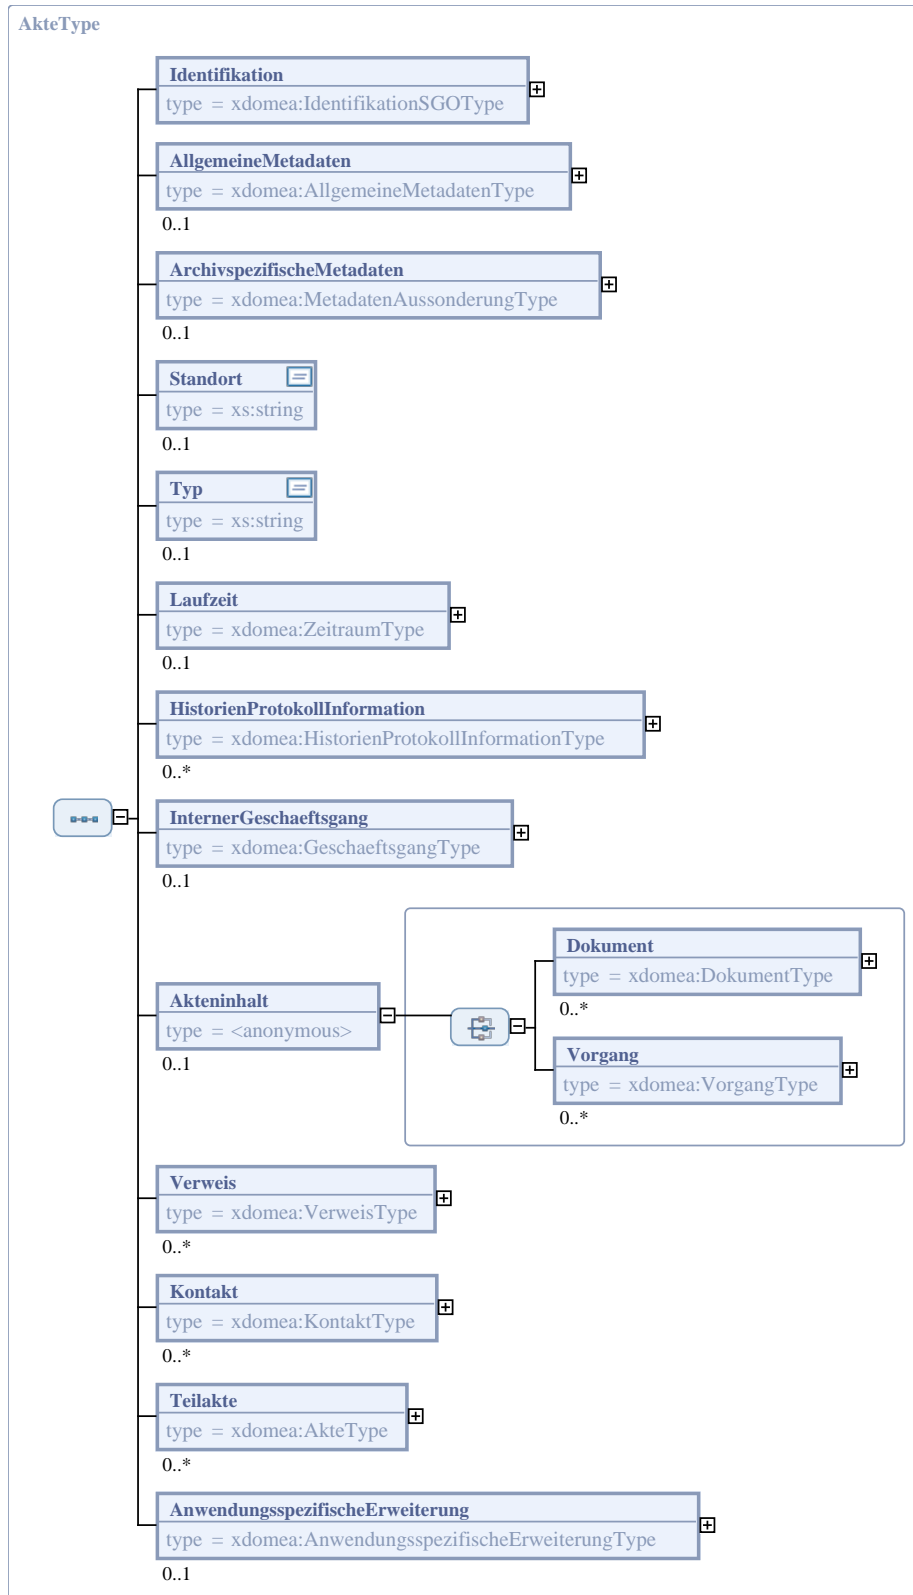 AkteType
Identifikation
type = xdomea:IdentifikationSGOType
AllgemeineMetadaten
type = xdomea:AllgemeineMetadatenType
0..1
ArchivspezifischeMetadaten
type = xdomea:MetadatenAussonderungType
0..1
Standort
type = xs:string
0..1
Typ
type = xs:string
0..1
Laufzeit
type = xdomea:ZeitraumType
0..1
HistorienProtokollInformation
type = xdomea:HistorienProtokollInformationType
0..*
InternerGeschaeftsgang
type = xdomea:GeschaeftsgangType
0..1
Akteninhalt
type = <anonymous>
0..1
Dokument
type = xdomea:DokumentType
0..*
Vorgang
type = xdomea:VorgangType
0..*
Verweis
type = xdomea:VerweisType
0..*
Kontakt
type = xdomea:KontaktType
0..*
Teilakte
type = xdomea:AkteType
0..*
AnwendungsspezifischeErweiterung
type = xdomea:AnwendungsspezifischeErweiterungType
0..1